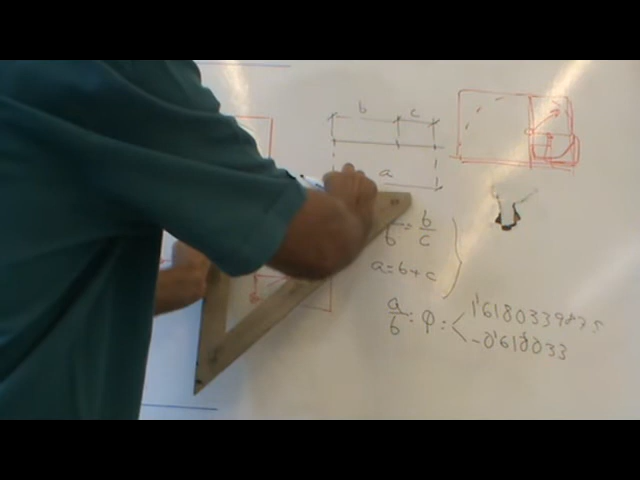 b c
a
b = b/c
a=b+c
a/b = φ = < 1'6180339875
-0'618033